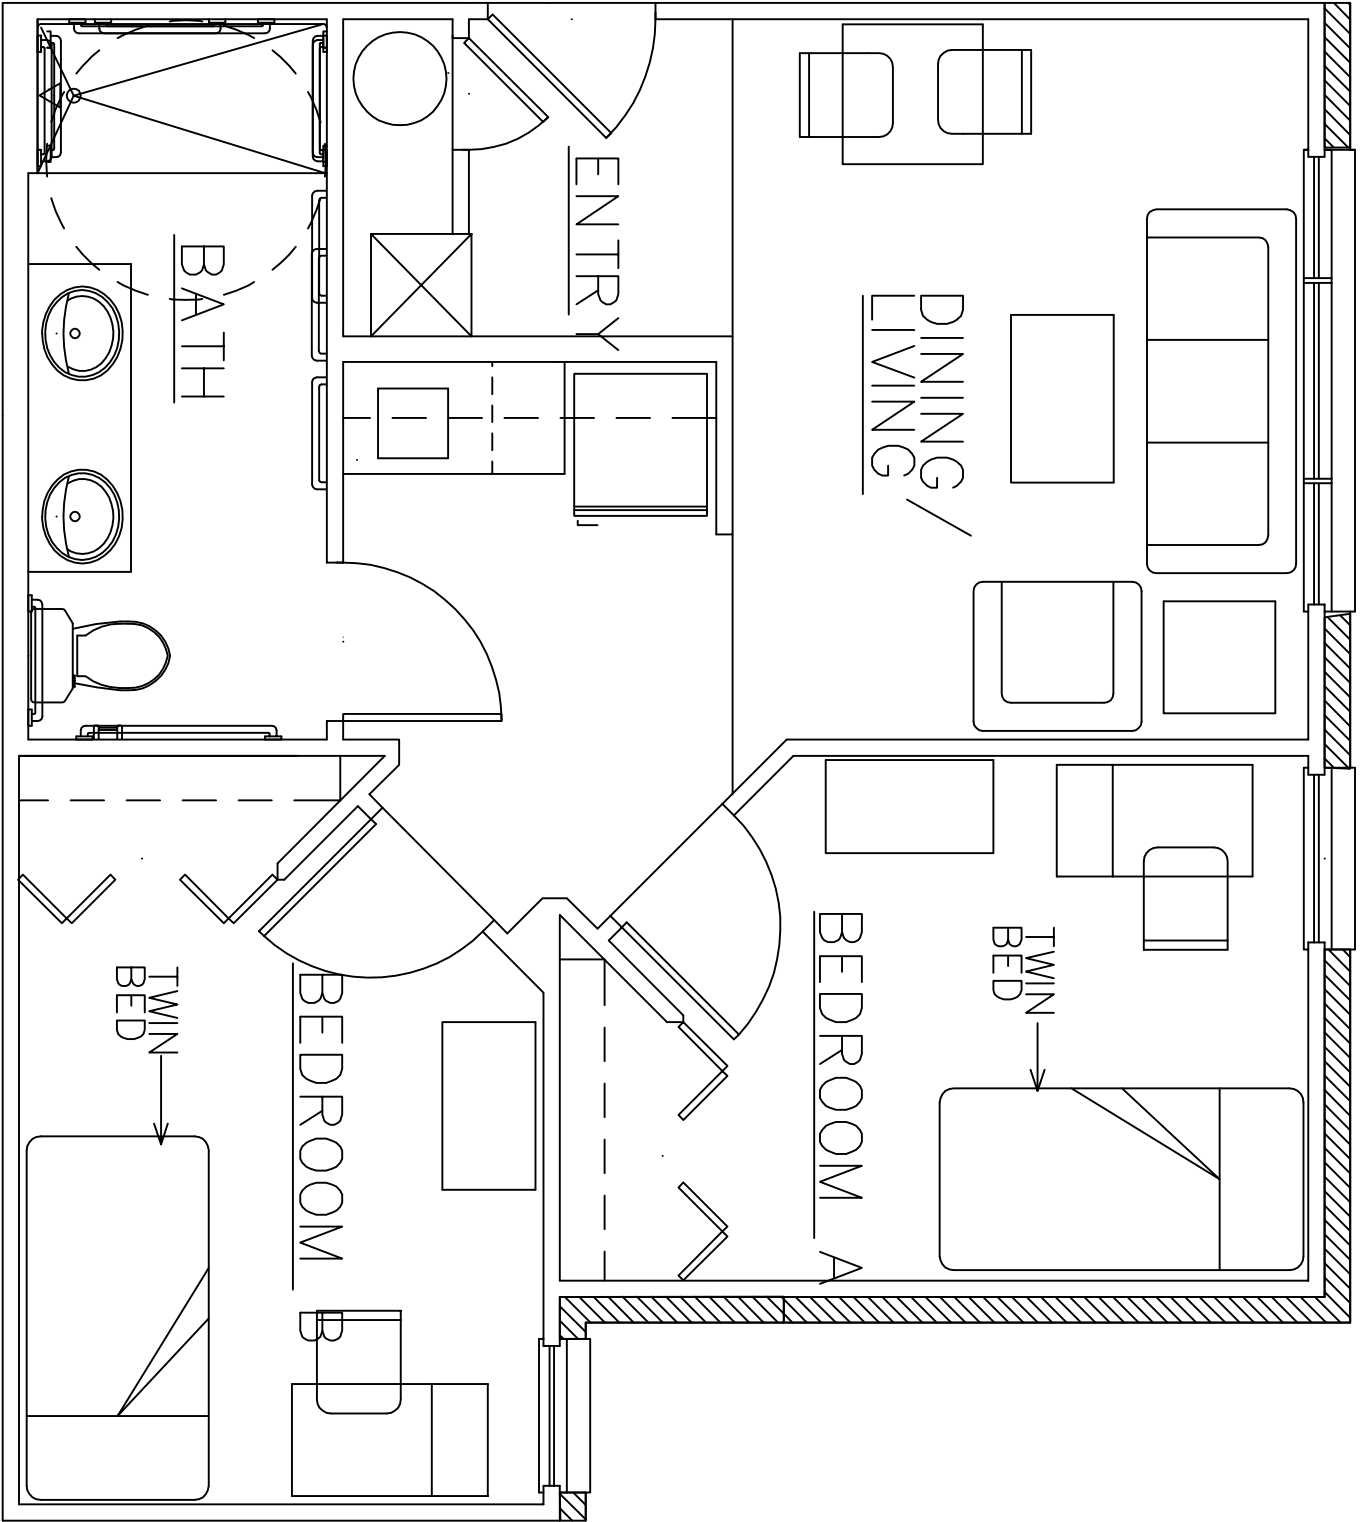 ENTRY
BATH
DINING
LIVING /
TWIN
BED
BEDROOM A
TWIN
BED
BEDROOM B